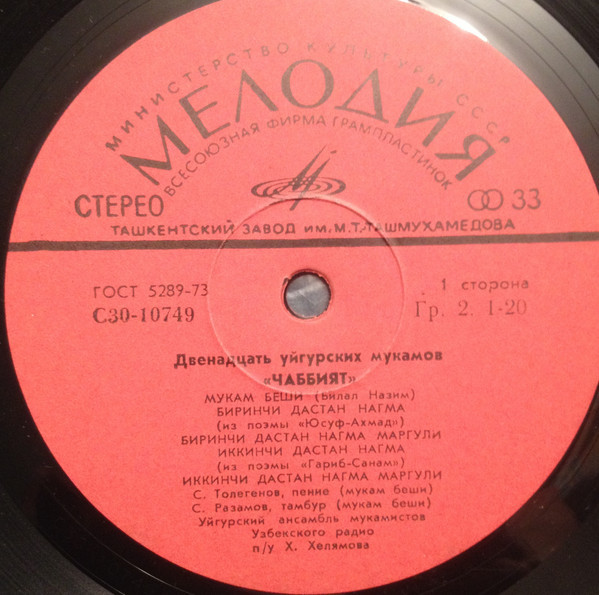 МИНИСТЕРСТВО КУЛЬТУРЫ СССР
МЕЛОДИЯ
ВСЕСОЮЗНАЯ ФИРМА ГРАМПЛАСТИНОК
СТЕРЕО
33
ТАШКЕНТСКИЙ ЗАВОД ИМ. М.Т. ТАШМУХАМЕДОВА
ГОСТ 5289-73
1 сторона
С30-10749
Гр. 2. 1-20
Двенадцать уйгурских мукамов
«ЧАББИЯТ»
МУКАМ БЕШИ (Билал Назим)
БИРИНЧИ ДАСТАН НАГМА
(из поэмы «Юсуф-Ахмад»)
БИРИНЧИ ДАСТАН НАГМА МАРГУЛИ
ИККИНЧИ ДАСТАН НАГМА
(из поэмы «Гариб-Санам»)
ИККИНЧИ ДАСТАН НАГМА МАРГУЛИ
С. Толегенов, пение (мукам беши)
С. Разамов, тамбур (мукам беши)
Уйгурский ансамбль мукамистов
Узбекского радио
п/у Х. Хелямова